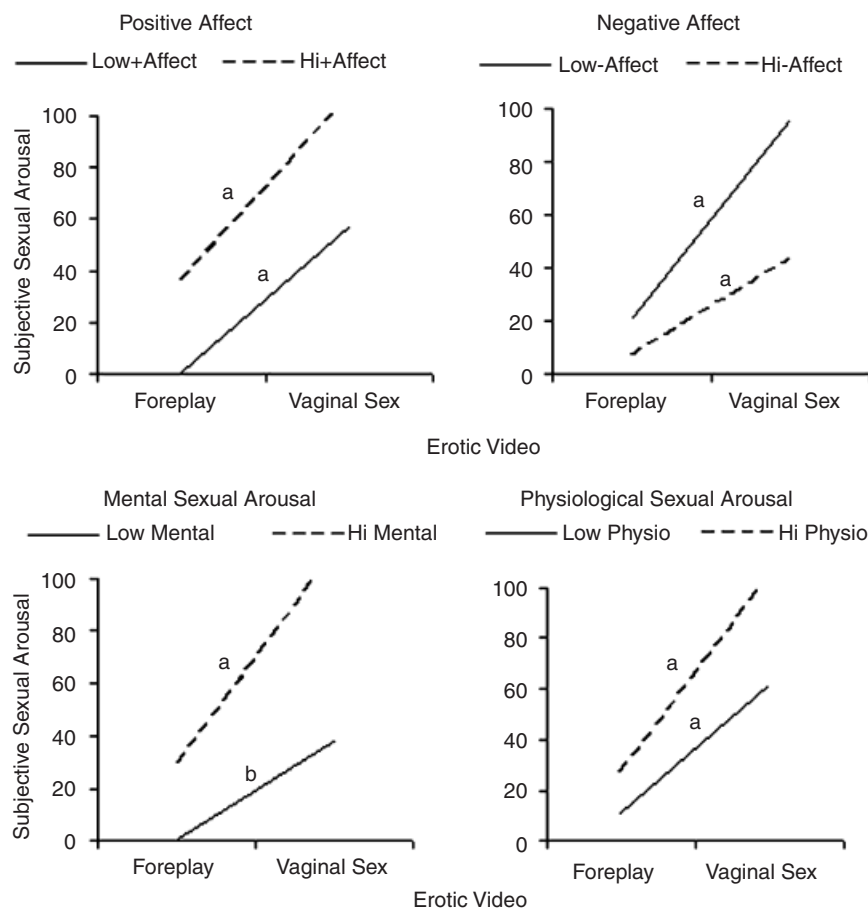 Positive Affect
Low+Affect Hi+Affect
Subjective Sexual Arousal
100
80
60
40
20
0
a
a
Foreplay Vaginal Sex
Negative Affect
Low-Affect Hi-Affect
100
80
60
40
20
0
a
a
Foreplay Vaginal Sex
Erotic Video
Mental Sexual Arousal
Low Mental Hi Mental
Subjective Sexual Arousal
100
80
60
40
20
0
a
b
Foreplay Vaginal Sex
Physiological Sexual Arousal
Low Physio Hi Physio
100
80
60
40
20
0
a
a
Foreplay Vaginal Sex
Erotic Video